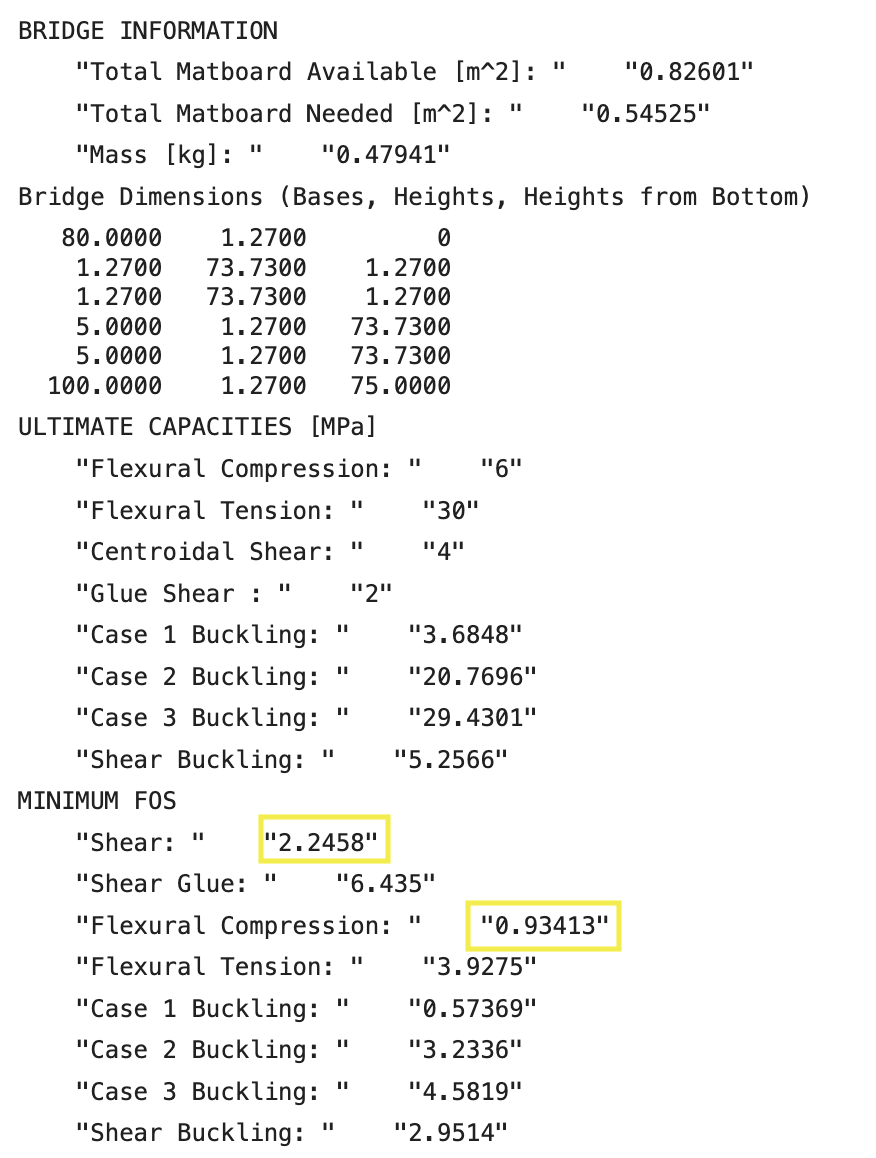 BRIDGE INFORMATION
"Total Matboard Available [m^2]: " "0.82601"
"Total Matboard Needed [m^2]: " "0.54525"
"Mass [kg]: " "0.47941"
Bridge Dimensions (Bases, Heights, Heights from Bottom)
80.0000 1.2700 0
1.2700 73.7300 1.2700
1.2700 73.7300 1.2700
5.0000 1.2700 73.7300
5.0000 1.2700 73.7300
100.0000 1.2700 75.0000
ULTIMATE CAPACITIES [MPa]
"Flexural Compression: " "6"
"Flexural Tension: " "30"
"Centroidal Shear: " "4"
"Glue Shear : " "2"
"Case 1 Buckling: " "3.6848"
"Case 2 Buckling: " "20.7696"
"Case 3 Buckling: " "29.4301"
"Shear Buckling: " "5.2566"
MINIMUM FOS
"Shear: " "2.2458"
"Shear Glue: " "6.435"
"Flexural Compression: " "0.93413"
"Flexural Tension: " "3.9275"
"Case 1 Buckling: " "0.57369"
"Case 2 Buckling: " "3.2336"
"Case 3 Buckling: " "4.5819"
"Shear Buckling: " "2.9514"